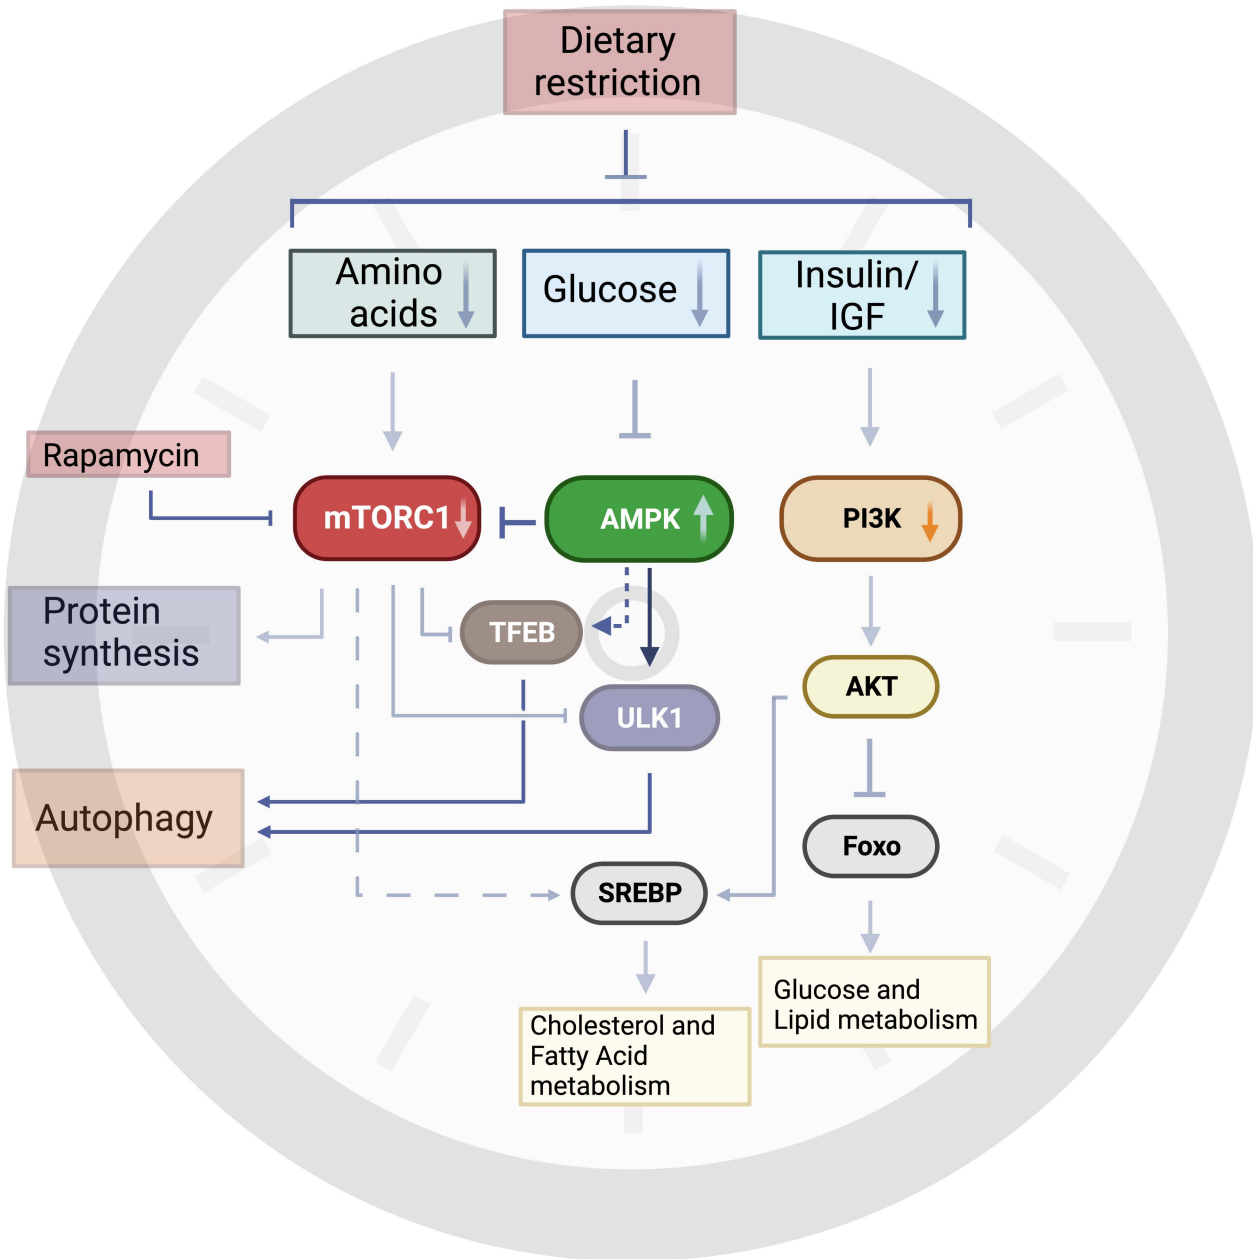 Dietary
restriction
Amino
acids
Glucose
Insulin/
IGF
Rapamycin
mTORC1
AMPK
PI3K
Protein
synthesis
TFEB
AKT
ULK1
Autophagy
Foxo
SREBP
Glucose and
Lipid metabolism
Cholesterol and
Fatty Acid
metabolism